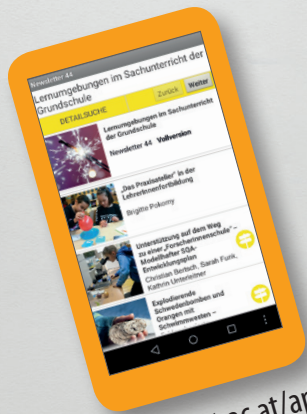 Newsletter 44
Lernumgebungen im Sachunterricht der
Grundschule
DETAILSUCHE
Zurück
Weiter
Lernumgebungen im Sachunterricht
der Grundschule
Newsletter 44 Vollversion
„Das Praxisatelier" in der
LehrerInnenfortbildung
Brigitte Pokorny
Unterstützung auf dem Weg
zu einer „ForscherInnenschule" –
Modellhafter SQA-
Entwicklungsplan
Christian Bertsch, Sarah Funk,
Kathrin Unterleitner
Explodierende
Schwedenbomben und
Orangen mit
Schwimmwesten –